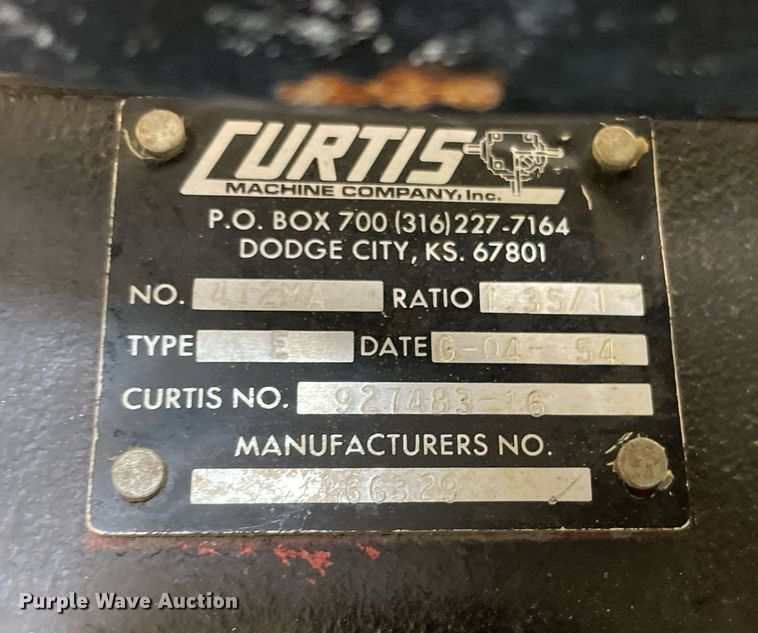 CURTIS
MACHINE COMPANY, Inc.
P.O. BOX 700 (316) 227-7164
DODGE CITY, KS. 67801
NO. 412MA RATIO 1.35/1
TYPE E DATE G-04- 54
CURTIS NO. 927483-16
MANUFACTURERS NO.
66329
Purple Wave Auction